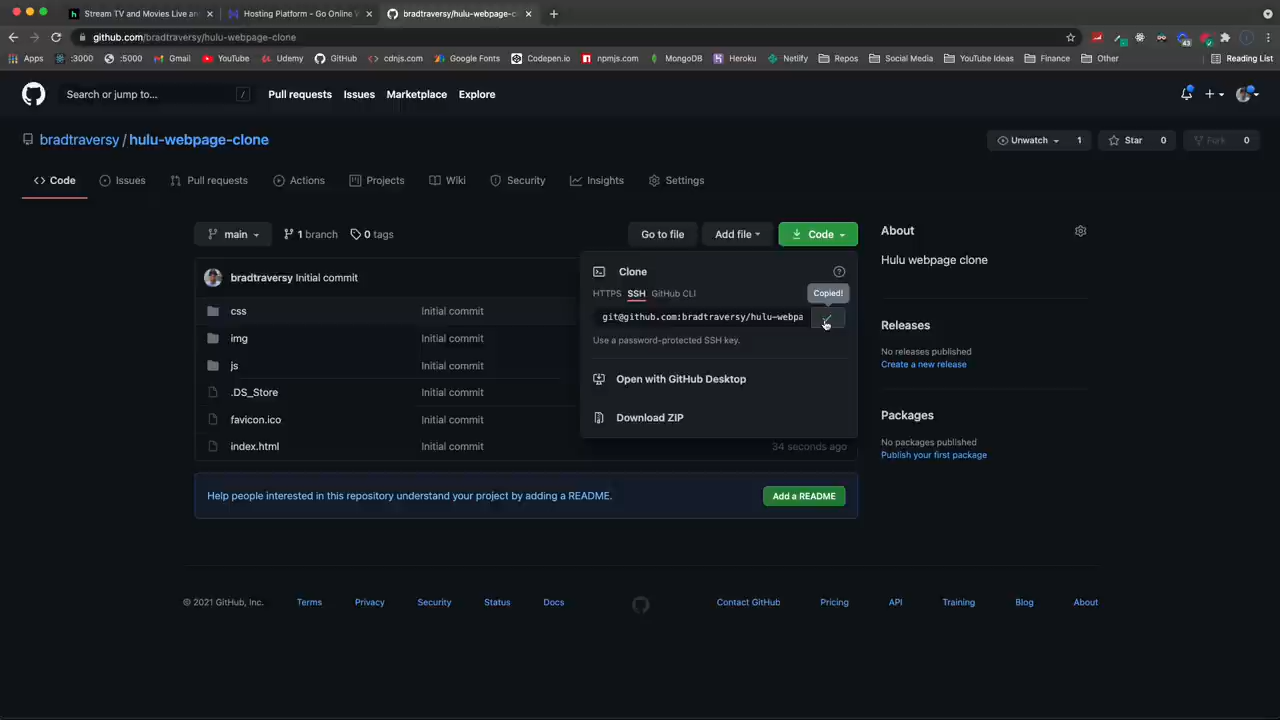 Stream TV and Movies Live an
Hosting Platform - Go Online W
bradtraversy/hulu-webpage-c
github.com/bradtraversy/hulu-webpage-clone
Apps :3000 :5000 Gmail YouTube Udemy GitHub cdnjs.com Google Fonts Codepen.io npmjs.com MongoDB Heroku Netlify Repos Social Media YouTube Ideas Finance Other Reading List
Search or jump to... / Pull requests Issues Marketplace Explore
bradtraversy / hulu-webpage-clone Unwatch 1 Star 0 Fork 0
Code Issues Pull requests Actions Projects Wiki Security Insights Settings
main 1 branch 0 tags Go to file Add file Code
bradtraversy Initial commit
css Initial commit
img Initial commit
js Initial commit
.DS_Store Initial commit
favicon.ico Initial commit
index.html Initial commit 34 seconds ago
Clone
Copied!
HTTPS SSH GitHub CLI
git@github.com:bradtraversy/hulu-webpa
Use a password-protected SSH key.
Open with GitHub Desktop
Download ZIP
Help people interested in this repository understand your project by adding a README. Add a README
About
Hulu webpage clone
Releases
No releases published
Create a new release
Packages
No packages published
Publish your first package
© 2021 GitHub, Inc. Terms Privacy Security Status Docs Contact GitHub Pricing API Training Blog About